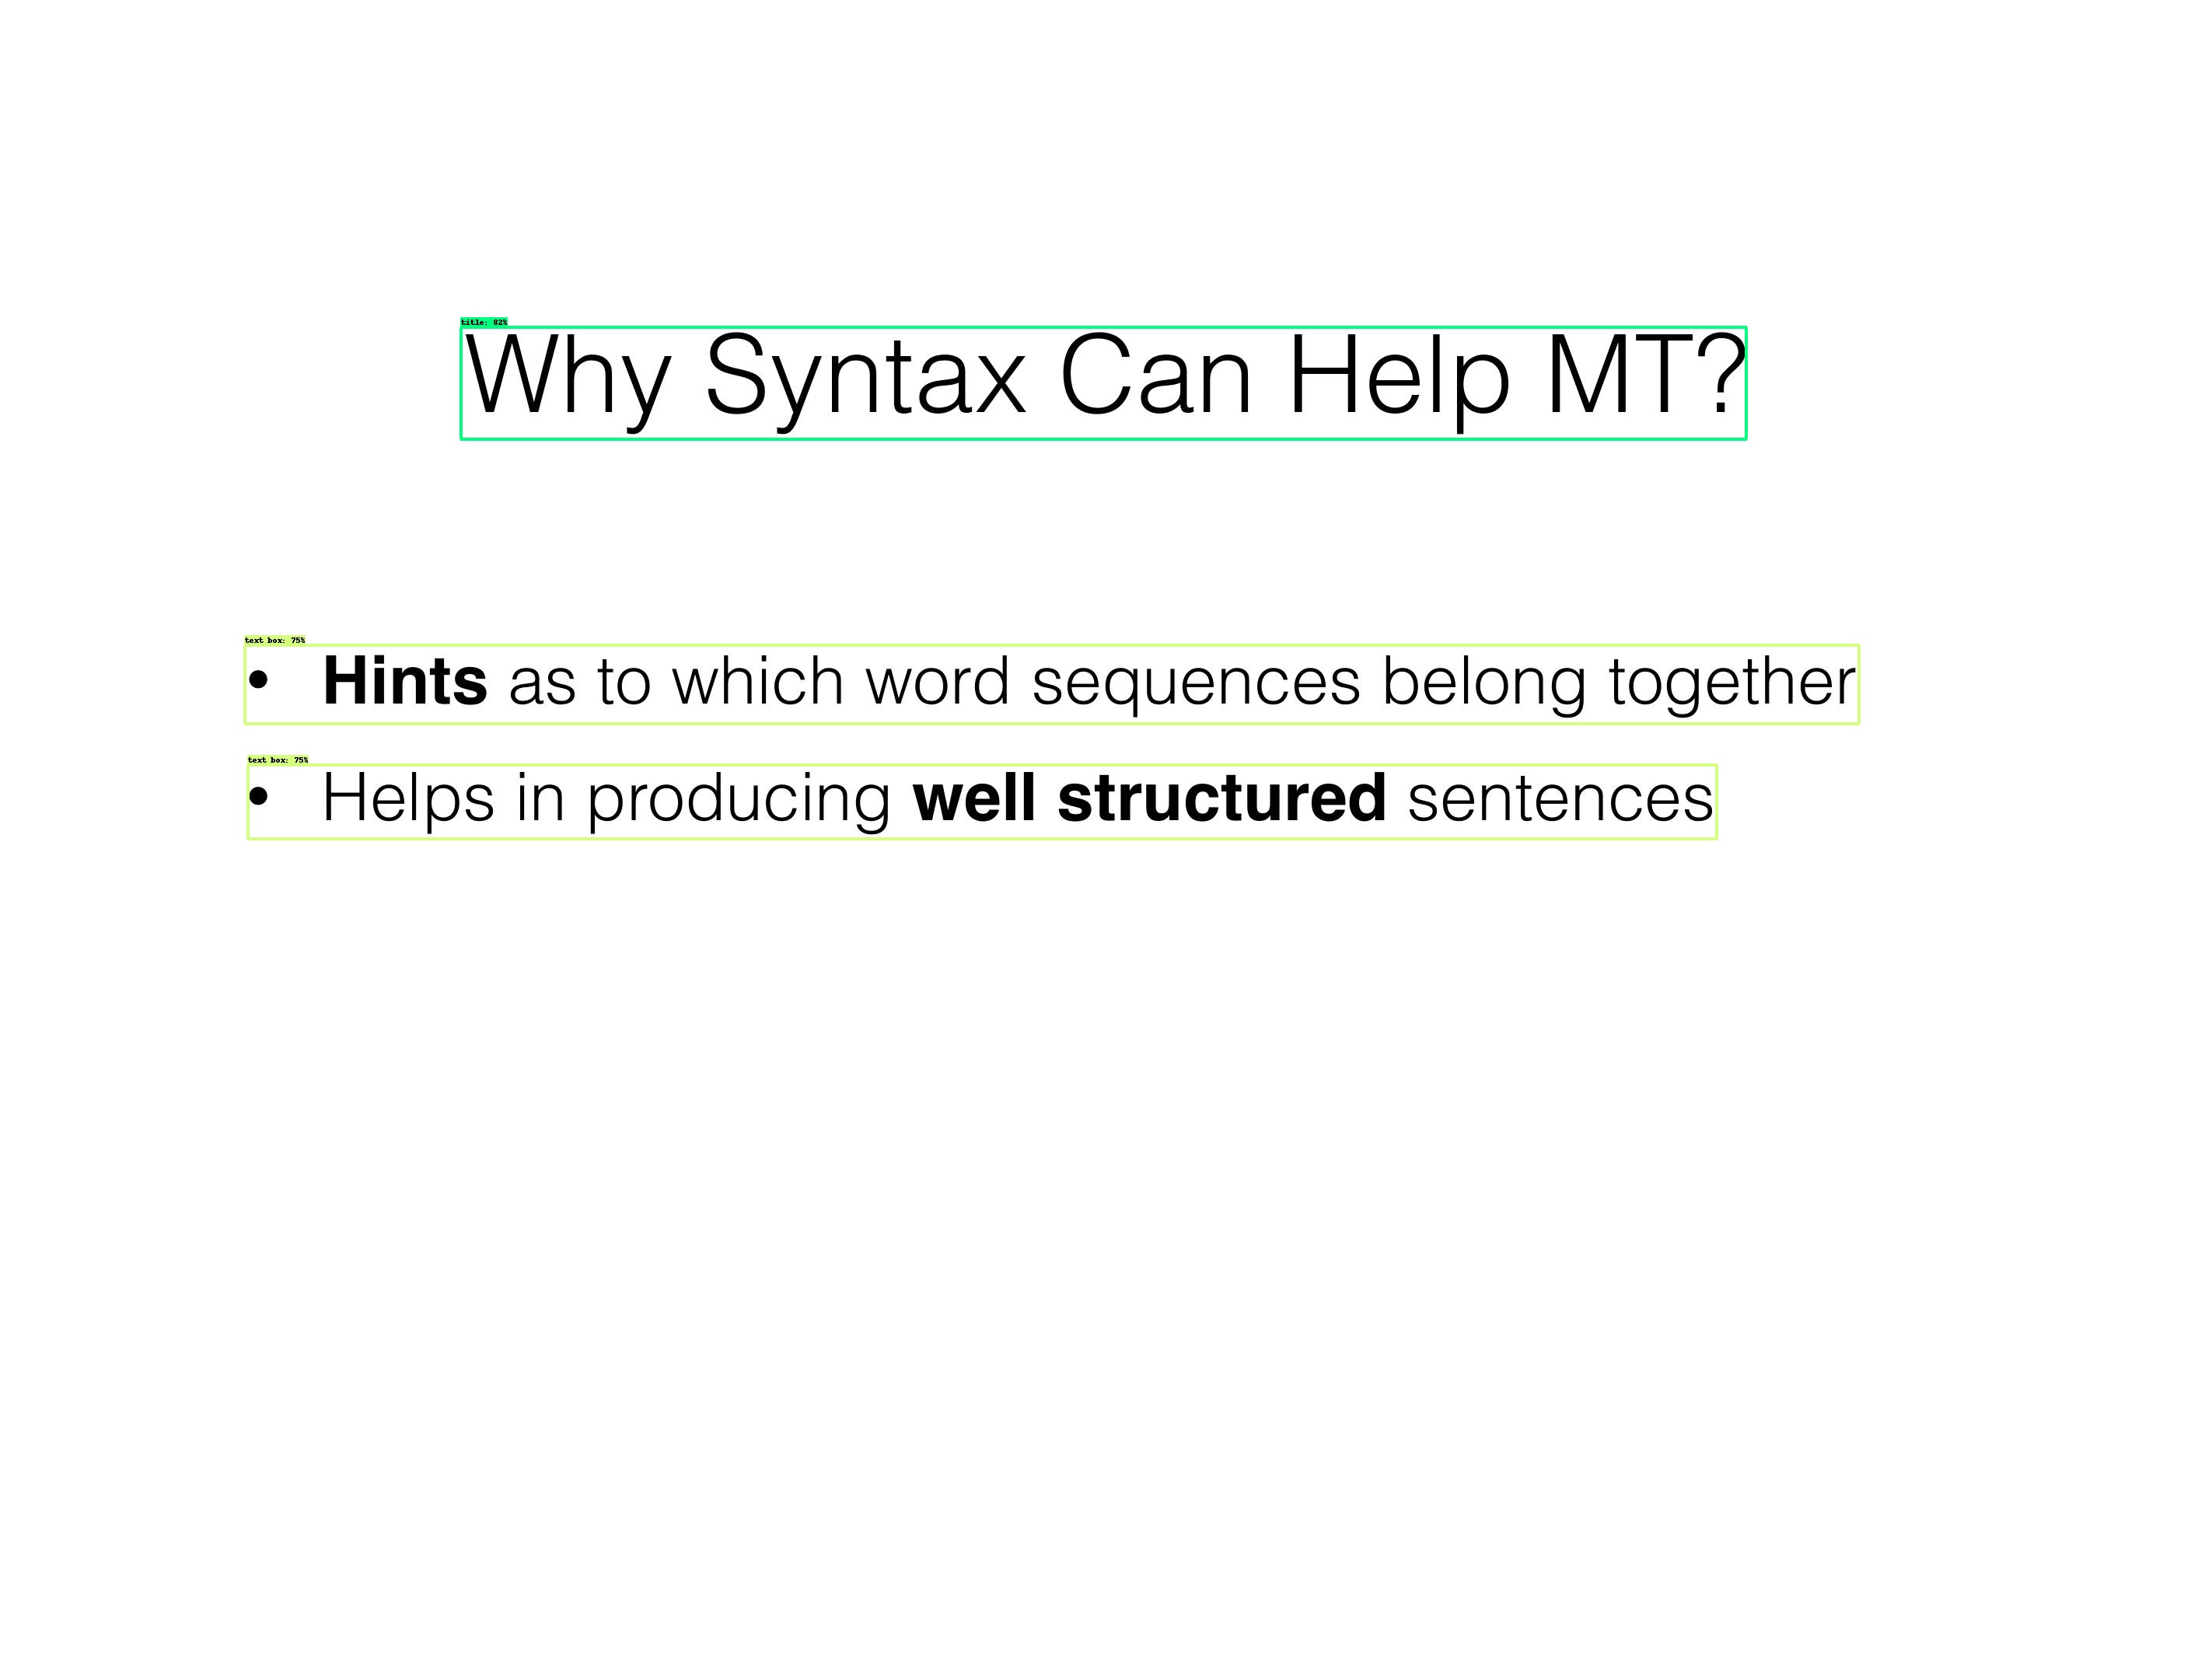 title: 82%
Why Syntax Can Help MT?
text box: 75%
• Hints as to which word sequences belong together
text box: 75%
• Helps in producing well structured sentences